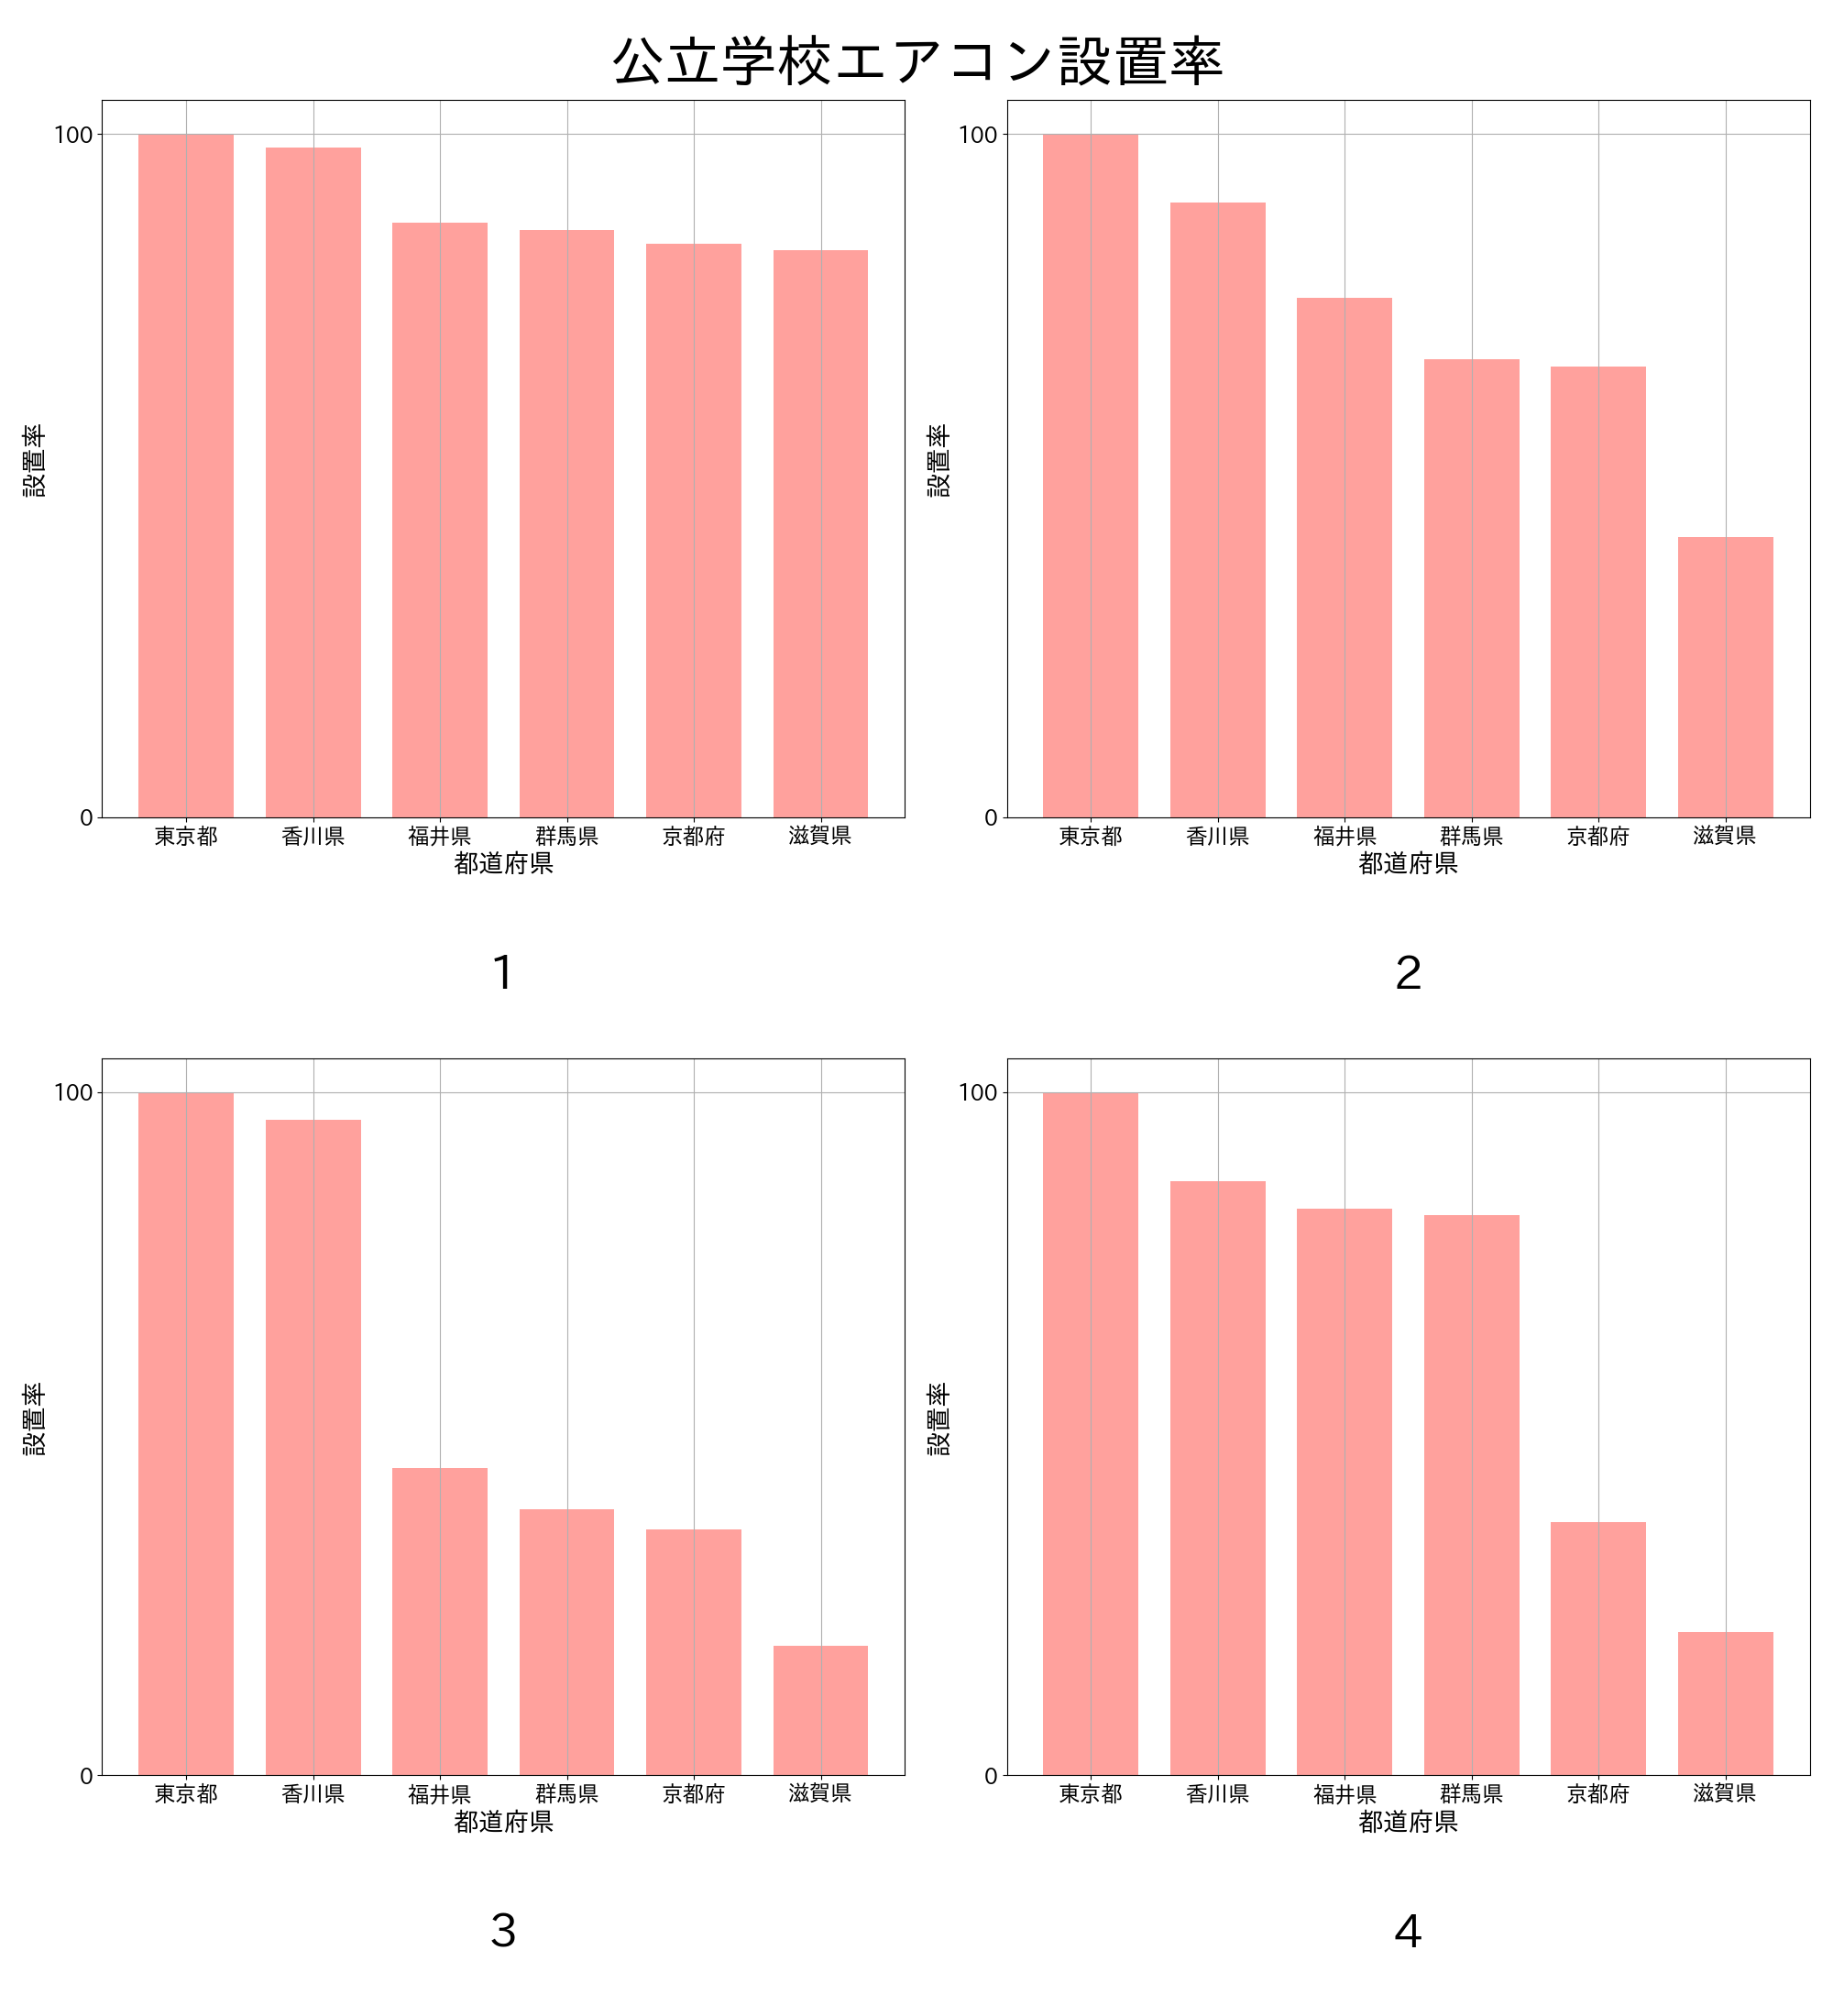 公立学校エアコン設置率
100
0
設置率
東京都 香川県 福井県 群馬県 京都府 滋賀県
都道府県
1
100
0
設置率
東京都 香川県 福井県 群馬県 京都府 滋賀県
都道府県
2
100
0
設置率
東京都 香川県 福井県 群馬県 京都府 滋賀県
都道府県
3
100
0
設置率
東京都 香川県 福井県 群馬県 京都府 滋賀県
都道府県
4